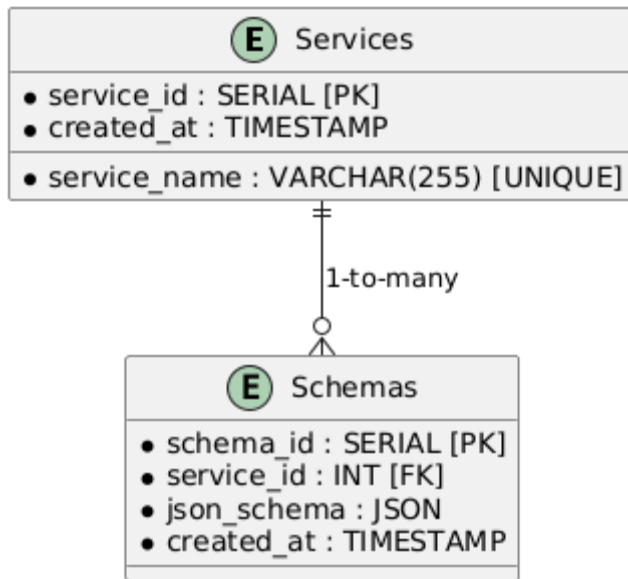 E Services
service_id : SERIAL [PK]
created_at : TIMESTAMP
service_name : VARCHAR(255) [UNIQUE]
1-to-many
E Schemas
schema_id : SERIAL [PK]
service_id : INT [FK]
json_schema : JSON
created_at : TIMESTAMP